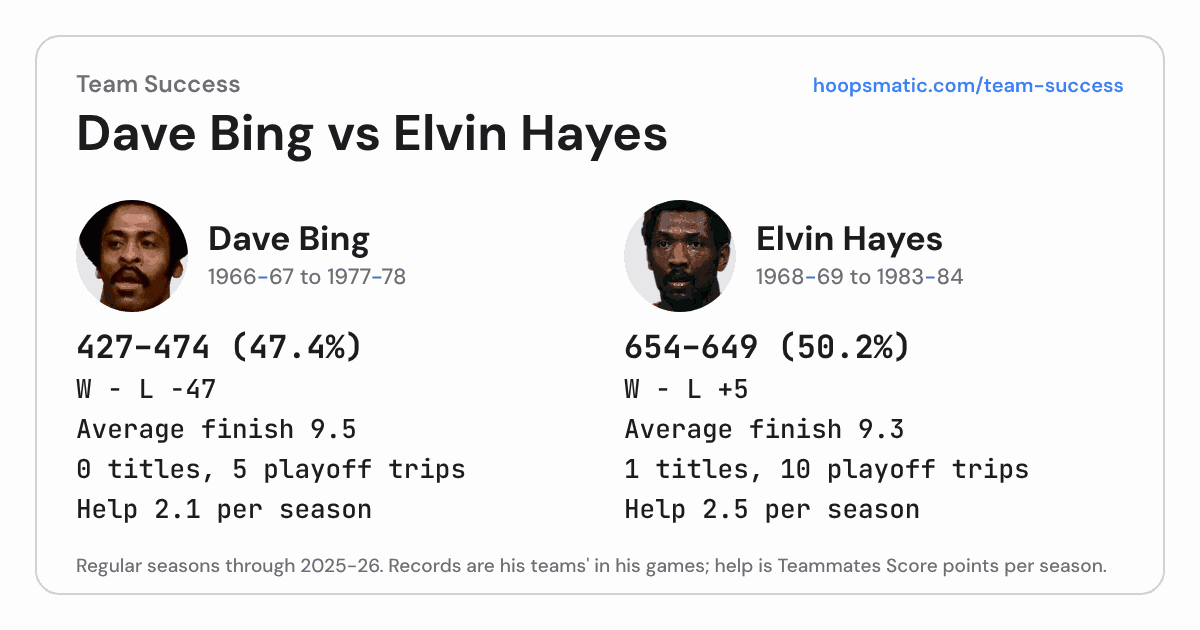 Team Success
hoopsmatic.com/team-success
Dave Bing vs Elvin Hayes
Dave Bing
1966–67 to 1977–78
427–474 (47.4%)
W - L -47
Average finish 9.5
0 titles, 5 playoff trips
Help 2.1 per season
Elvin Hayes
1968–69 to 1983–84
654–649 (50.2%)
W - L +5
Average finish 9.3
1 titles, 10 playoff trips
Help 2.5 per season
Regular seasons through 2025-26. Records are his teams' in his games; help is Teammates Score points per season.